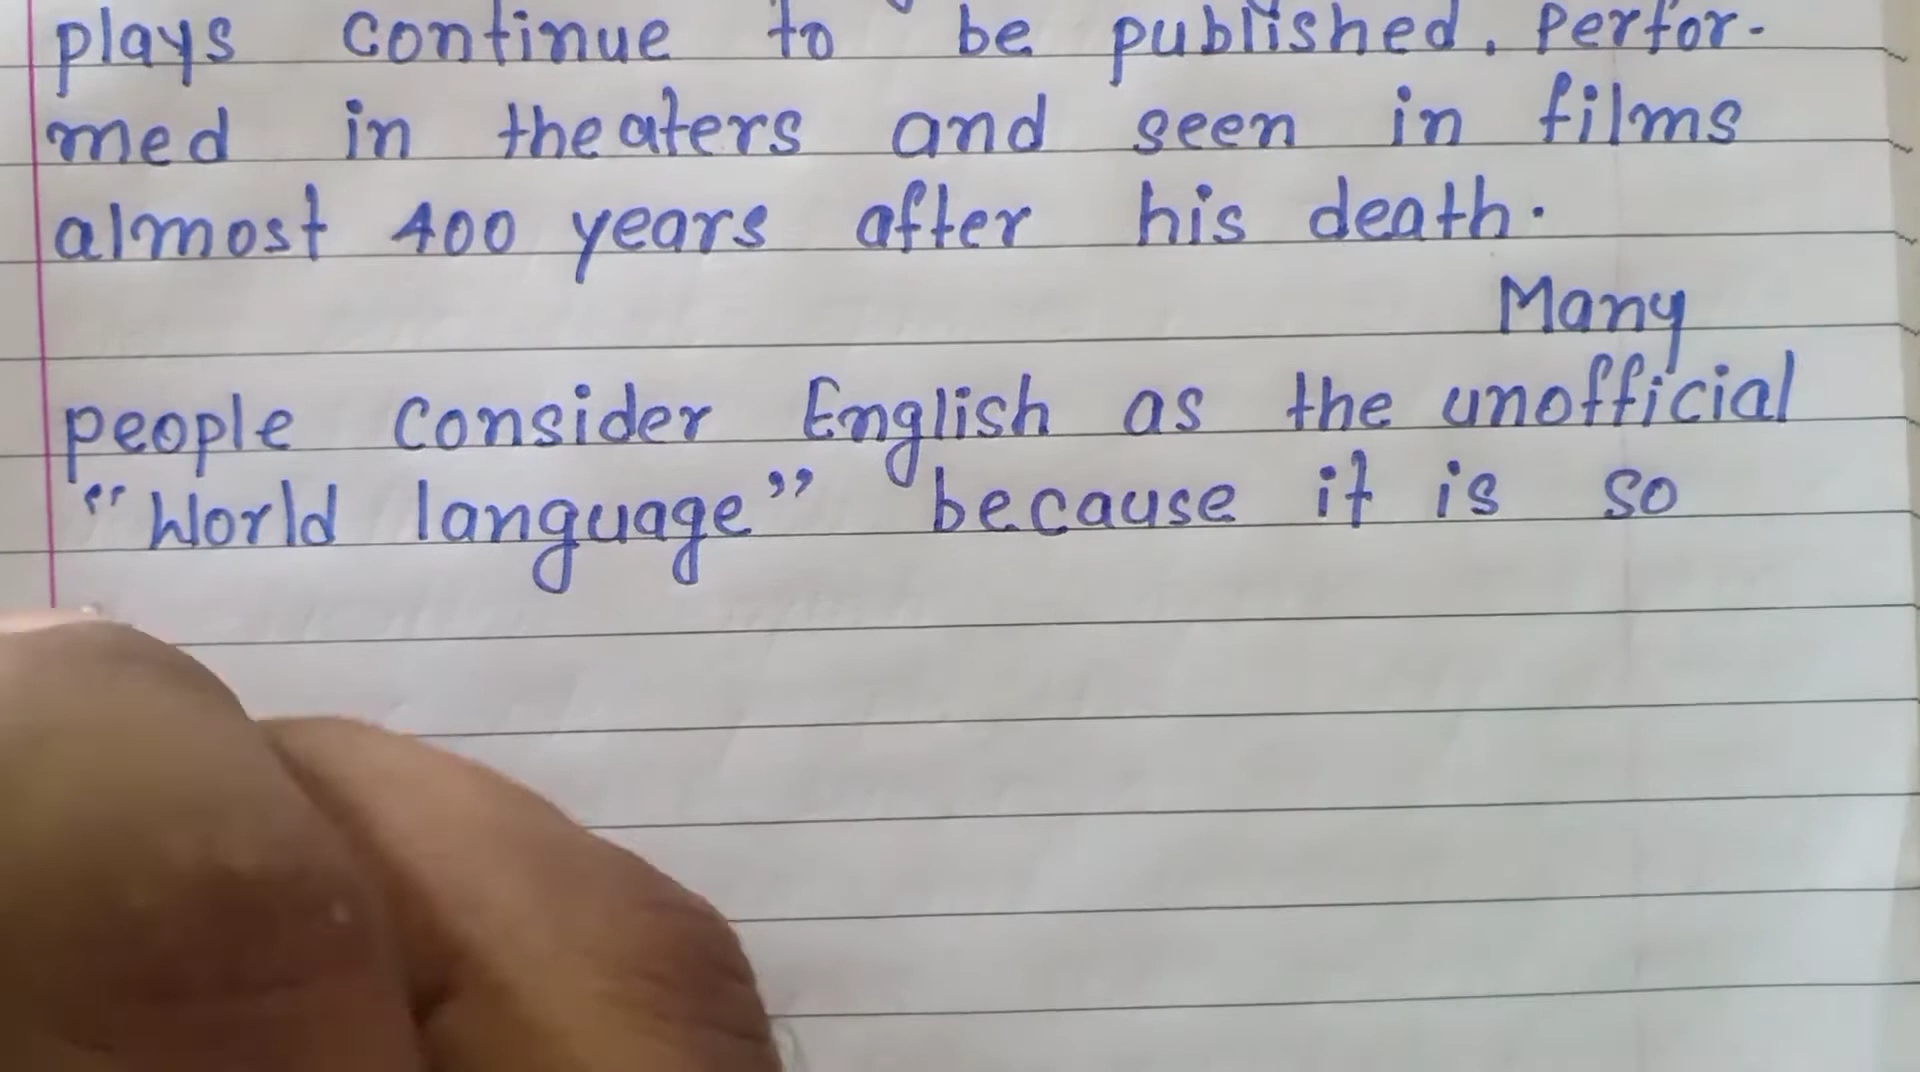 plays continue to be published. Perfor-
med in theaters and seen in films
almost 400 years after his death.
Many
people consider English as the unofficial
"World language" because it is so